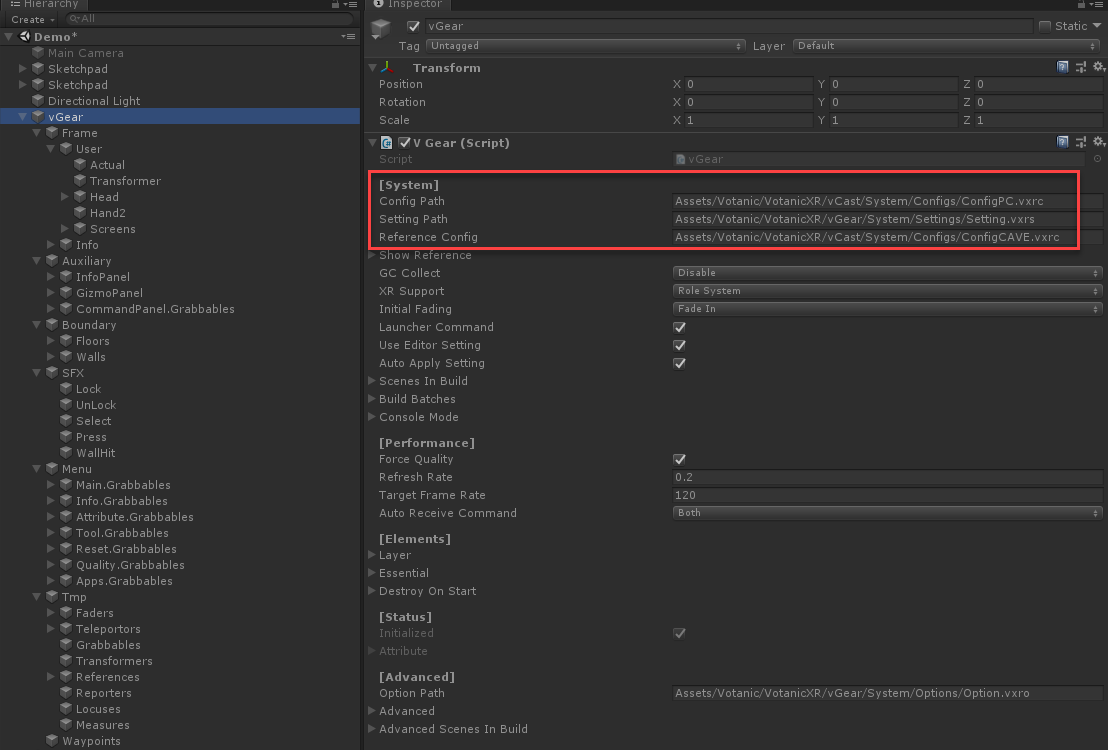 Hierarchy
Create
All
Demo*
Main Camera
Sketchpad
Sketchpad
Directional Light
vGear
Frame
User
Actual
Transformer
Head
Hand2
Screens
Info
Auxiliary
InfoPanel
GizmoPanel
CommandPanel.Grabbables
Boundary
Floors
Walls
SFX
Lock
UnLock
Select
Press
WallHit
Menu
Main.Grabbables
Info.Grabbables
Attribute.Grabbables
Tool.Grabbables
Reset.Grabbables
Quality.Grabbables
Apps.Grabbables
Tmp
Faders
Teleportors
Grabbables
Transformers
References
Reporters
Locuses
Measures
Waypoints
Inspector
vGear Static
Tag Untagged Layer Default
Transform
Position X 0 Y 0 Z 0
Rotation X 0 Y 0 Z 0
Scale X 1 Y 1 Z 1
V Gear (Script)
Script vGear
[System]
Config Path Assets/Votanic/VotanicXR/vCast/System/Configs/ConfigPC.vxrc
Setting Path Assets/Votanic/VotanicXR/vGear/System/Settings/Setting.vxrs
Reference Config Assets/Votanic/VotanicXR/vCast/System/Configs/ConfigCAVE.vxrc
Show Reference
GC Collect Disable
XR Support Role System
Initial Fading Fade In
Launcher Command
Use Editor Setting
Auto Apply Setting
Scenes In Build
Build Batches
Console Mode
[Performance]
Force Quality
Refresh Rate 0.2
Target Frame Rate 120
Auto Receive Command Both
[Elements]
Layer
Essential
Destroy On Start
[Status]
Initialized
Attribute
[Advanced]
Option Path Assets/Votanic/VotanicXR/vGear/System/Options/Option.vxro
Advanced
Advanced Scenes In Build